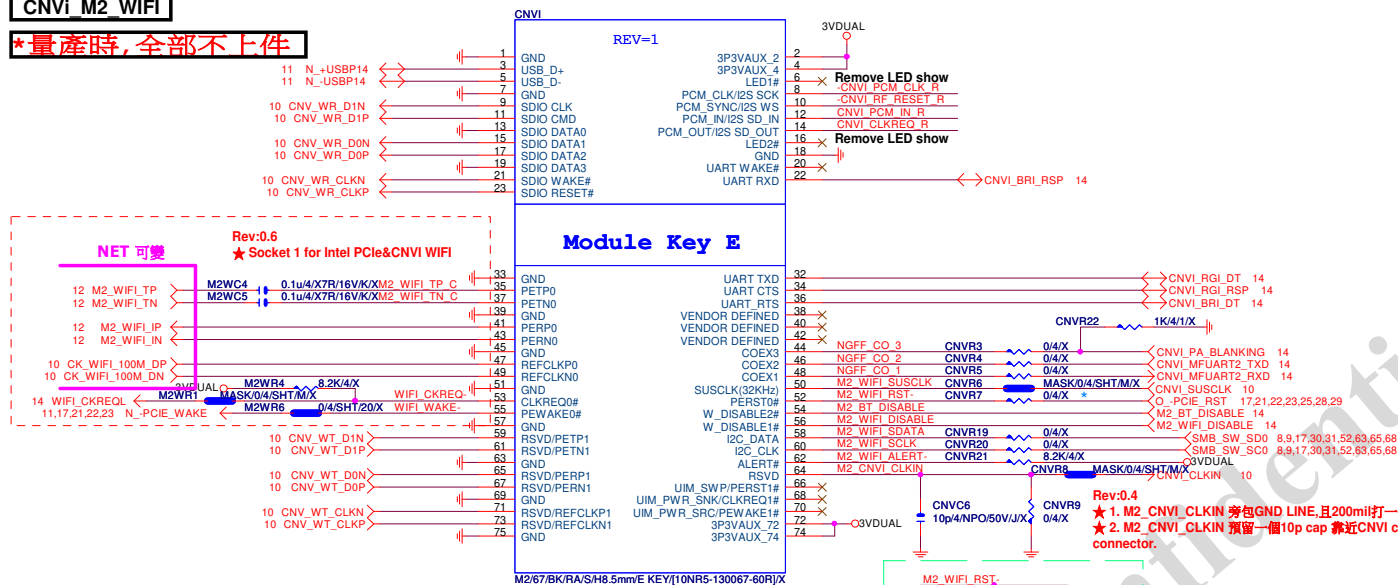 CNVi_M2_WIFI
*量產時,全部不上件
CNVI
REV=1
Module Key E
3VDUAL
1 GND
11 N_+USBP14 3 USB_D+
11 N_-USBP14 5 USB_D-
7 GND
10 CNV_WR_D1N 9 SDIO CLK
10 CNV_WR_D1P 11 SDIO CMD
13 SDIO DATA0
10 CNV_WR_D0N 15 SDIO DATA1
10 CNV_WR_D0P 17 SDIO DATA2
19 SDIO DATA3
10 CNV_WR_CLKN 21 SDIO WAKE#
10 CNV_WR_CLKP 23 SDIO RESET#
3P3VAUX_2 2
3P3VAUX_4 4
LED1# 6 Remove LED show
PCM_CLK/I2S SCK 8 -CNVI_PCM_CLK_R
PCM_SYNC/I2S WS 10 -CNVI_RF_RESET_R
PCM_IN/I2S SD_IN 12 CNVI_PCM_IN_R
PCM_OUT/I2S SD_OUT 14 CNVI_CLKREQ_R
LED2# 16 Remove LED show
GND 18
UART WAKE# 20
UART RXD 22 CNVI_BRI_RSP 14
NET 可變
Rev:0.6
★ Socket 1 for Intel PCIe&CNVI WIFI
33 GND
12 M2_WIFI_TP M2WC4 0.1u/4/X7R/16V/K/X M2_WIFI_TP_C 35 PETP0
12 M2_WIFI_TN M2WC5 0.1u/4/X7R/16V/K/X M2_WIFI_TN_C 37 PETN0
39 GND
12 M2_WIFI_IP 41 PERP0
12 M2_WIFI_IN 43 PERN0
45 GND
10 CK_WIFI_100M_DP 47 REFCLKP0
10 CK_WIFI_100M_DN 49 REFCLKN0
3VDUAL M2WR4 8.2K/4/X 51 GND
14 WIFI_CKREQL M2WR1 MASK/0/4/SHT/M/X WIFI_CKREQ- 53 CLKREQ0#
11,17,21,22,23 N_-PCIE_WAKE M2WR6 0/4/SHT/20/X WIFI_WAKE- 55 PEWAKE0#
57 GND
10 CNV_WT_D1N 59 RSVD/PETP1
10 CNV_WT_D1P 61 RSVD/PETN1
63 GND
10 CNV_WT_D0N 65 RSVD/PERP1
10 CNV_WT_D0P 67 RSVD/PERN1
69 GND
10 CNV_WT_CLKN 71 RSVD/REFCLKP1
10 CNV_WT_CLKP 73 RSVD/REFCLKN1
75 GND
UART TXD 32 CNVI_RGI_DT 14
UART CTS 34 CNVI_RGI_RSP 14
UART_RTS 36 CNVI_BRI_DT 14
VENDOR DEFINED 38
VENDOR DEFINED 40
VENDOR DEFINED 42
CNVR22 1K/4/1/X
COEX3 44 NGFF_CO_3 CNVR3 0/4/X CNVI_PA_BLANKING 14
COEX2 46 NGFF_CO_2 CNVR4 0/4/X CNVI_MFUART2_TXD 14
COEX1 48 NGFF_CO_1 CNVR5 0/4/X CNVI_MFUART2_RXD 14
SUSCLK(32KHz) 50 M2_WIFI_SUSCLK CNVR6 MASK/0/4/SHT/M/X CNVI_SUSCLK 10
PERST0# 52 M2_WIFI_RST- CNVR7 0/4/X * O_-PCIE_RST 17,21,22,23,25,28,29
W_DISABLE2# 54 M2_BT_DISABLE M2_BT_DISABLE 14
W_DISABLE1# 56 M2_WIFI_DISABLE M2_WIFI_DISABLE 14
I2C_DATA 58 M2_WIFI_SDATA CNVR19 0/4/X SMB_SW_SD0 8,9,17,30,31,52,63,65,68
I2C_CLK 60 M2_WIFI_SCLK CNVR20 0/4/X SMB_SW_SC0 8,9,17,30,31,52,63,65,68
ALERT# 62 M2_WIFI_ALERT- CNVR21 8.2K/4/X 3VDUAL
RSVD 64 M2_CNVI_CLKIN CNVR8 MASK/0/4/SHT/M/X CNVI_CLKIN 10
UIM_SWP/PERST1# 66
UIM_PWR_SNK/CLKREQ1# 68
UIM_PWR_SRC/PEWAKE1# 70
3P3VAUX_72 72 3VDUAL
3P3VAUX_74 74
CNVC6
10p/4/NPO/50V/J/X
CNVR9
0/4/X
Rev:0.4
★ 1. M2_CNVI_CLKIN 旁包GND LINE,且200mil打一
★ 2. M2_CNVI_CLKIN 預留一個10p cap 靠近CNVI c
connector.
M2/67/BK/RA/S/H8.5mm/E KEY/[10NR5-130067-60R]/X
M2_WIFI_RST-